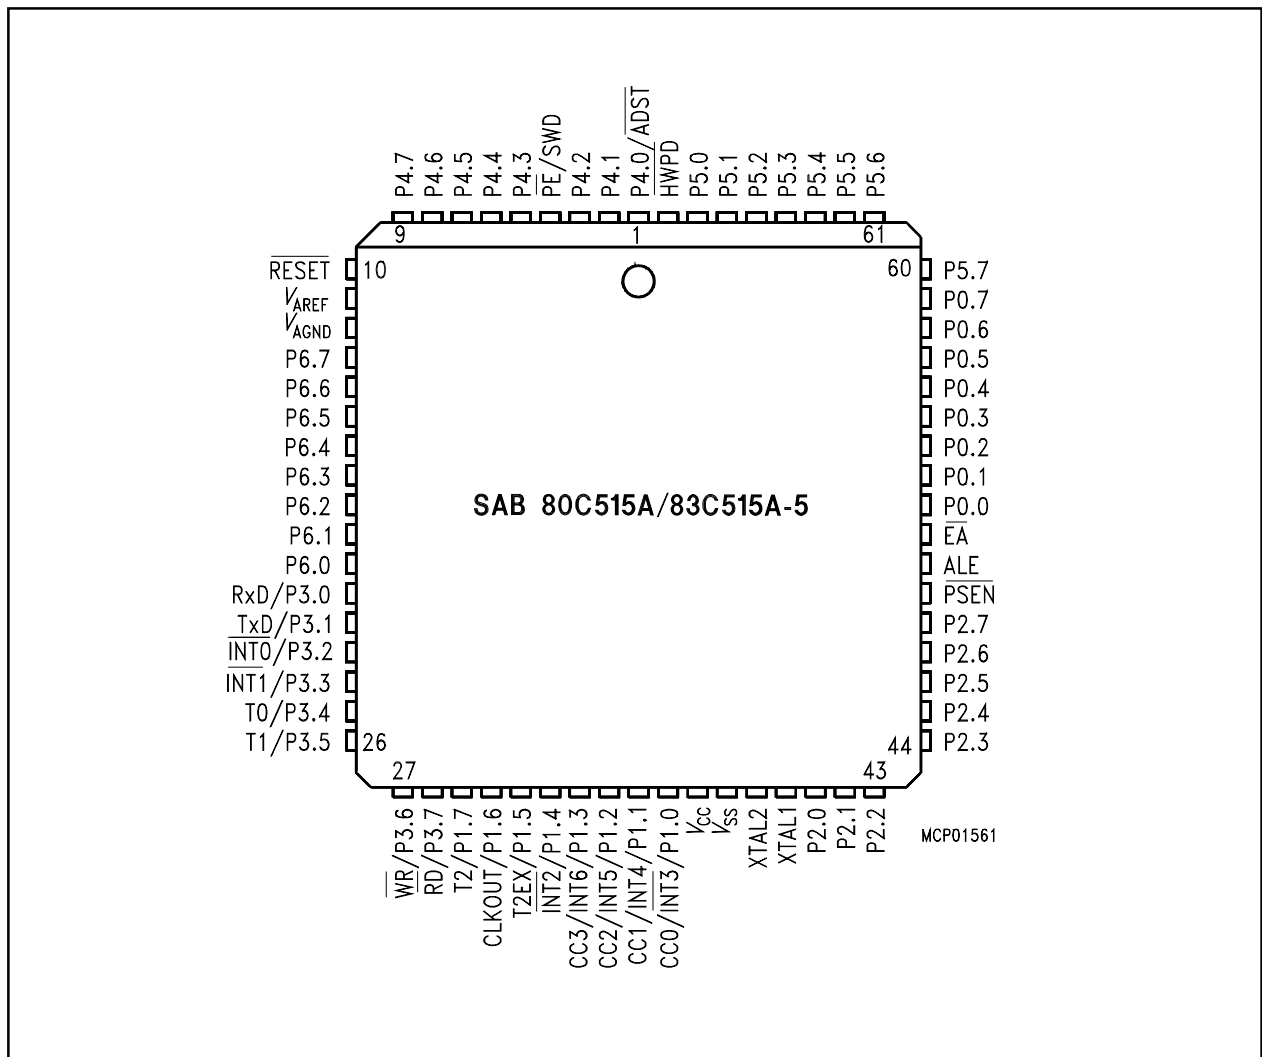 P4.7
P4.6
P4.5
P4.4
P4.3
PE/SWD
P4.2
P4.1
P4.0/ADST
HWPD
P5.0
P5.1
P5.2
P5.3
P5.4
P5.5
P5.6
9
1
61
RESET
10
60
P5.7
VAREF
P0.7
VAGND
P0.6
P6.7
P0.5
P6.6
P0.4
P6.5
P0.3
P6.4
P0.2
P6.3
P0.1
P6.2
SAB 80C515A/83C515A-5
P0.0
P6.1
EA
P6.0
ALE
RxD/P3.0
PSEN
TxD/P3.1
P2.7
INT0/P3.2
P2.6
INT1/P3.3
P2.5
T0/P3.4
P2.4
T1/P3.5
26
44
P2.3
27
43
WR/P3.6
RD/P3.7
T2/P1.7
CLKOUT/P1.6
T2EX/P1.5
INT2/P1.4
CC3/INT6/P1.3
CC2/INT5/P1.2
CC1/INT4/P1.1
CC0/INT3/P1.0
VCC
VSS
XTAL2
XTAL1
P2.0
P2.1
P2.2
MCP01561